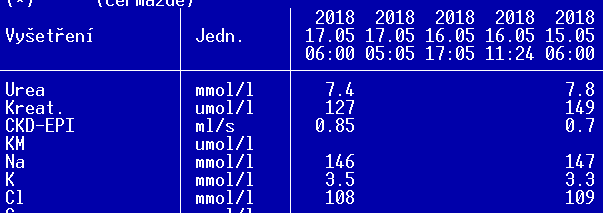 (*) (čermazde)
2018 2018 2018 2018 2018
Vyšetření Jedn. 17.05 17.05 16.05 16.05 15.05
06:00 05:05 17:05 11:24 06:00
Urea mmol/l 7.4 7.8
Kreat. umol/l 127 149
CKD-EPI ml/s 0.85 0.7
KM umol/l
Na mmol/l 146 147
K mmol/l 3.5 3.3
Cl mmol/l 108 109